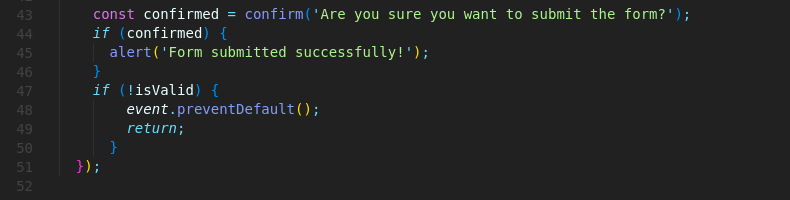 43 const confirmed = confirm('Are you sure you want to submit the form?');
44 if (confirmed) {
45 alert('Form submitted successfully!');
46 }
47 if (!isValid) {
48 event.preventDefault();
49 return;
50 }
51 });
52